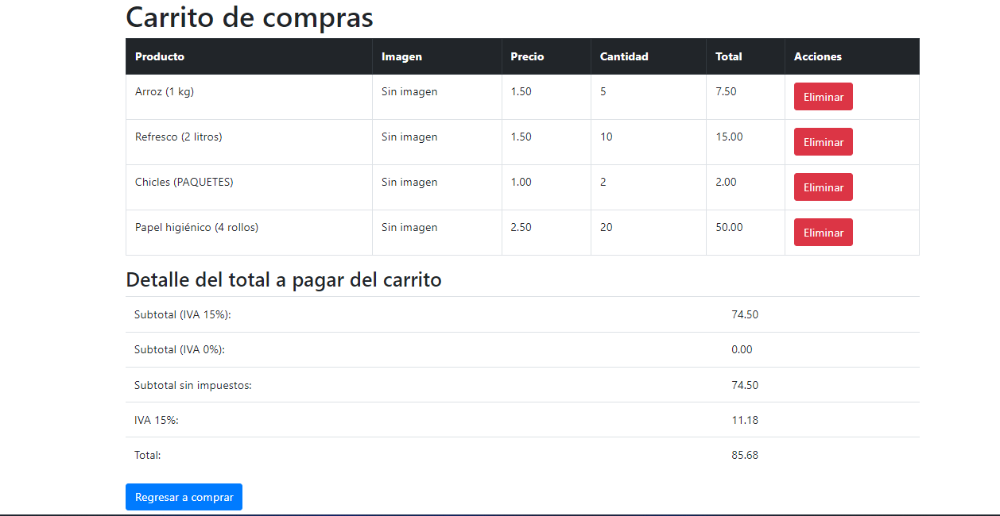 Carrito de compras
Producto Imagen Precio Cantidad Total Acciones
Arroz (1 kg) Sin imagen 1.50 5 7.50 Eliminar
Refresco (2 litros) Sin imagen 1.50 10 15.00 Eliminar
Chicles (PAQUETES) Sin imagen 1.00 2 2.00 Eliminar
Papel higiénico (4 rollos) Sin imagen 2.50 20 50.00 Eliminar
Detalle del total a pagar del carrito
Subtotal (IVA 15%): 74.50
Subtotal (IVA 0%): 0.00
Subtotal sin impuestos: 74.50
IVA 15%: 11.18
Total: 85.68
Regresar a comprar